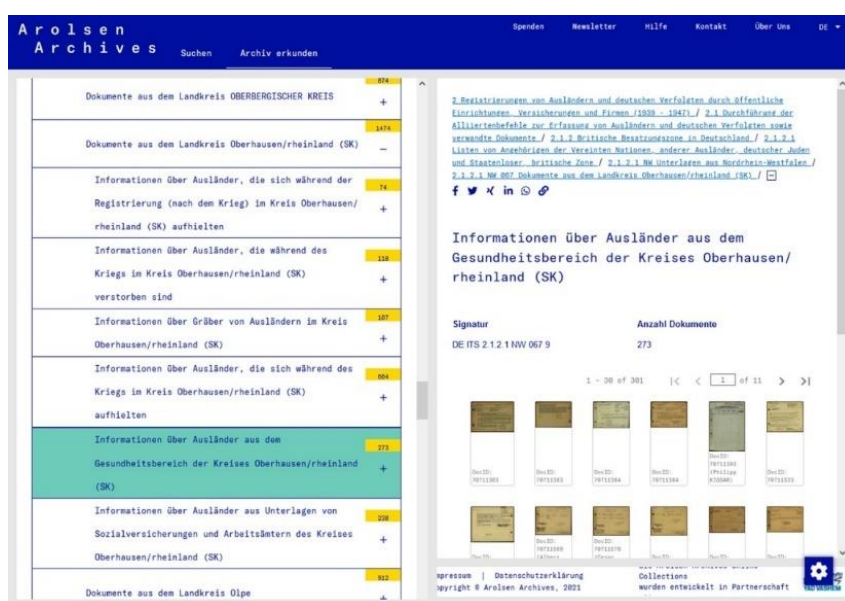 Arolsen
Archives
Suchen
Archiv erkunden
Spenden
Newsletter
Hilfe
Kontakt
Über Uns
DE
874
Dokumente aus dem Landkreis OBERBERGISCHER KREIS
+
1474
Dokumente aus dem Landkreis Oberhausen/rheinland (SK)
−
Informationen über Ausländer, die sich während der
74
Registrierung (nach dem Krieg) im Kreis Oberhausen/
+
rheinland (SK) aufhielten
Informationen über Ausländer, die während des
Kriegs im Kreis Oberhausen/rheinland (SK)
+
verstorben sind
Informationen über Gräber von Ausländern im Kreis
Oberhausen/rheinland (SK)
+
Informationen über Ausländer, die sich während des
Kriegs im Kreis Oberhausen/rheinland (SK)
+
aufhielten
Informationen über Ausländer aus dem
273
Gesundheitsbereich der Kreises Oberhausen/rheinland
+
(SK)
Informationen über Ausländer aus Unterlagen von
Sozialversicherungen und Arbeitsämtern des Kreises
+
Oberhausen/rheinland (SK)
912
Dokumente aus dem Landkreis Olpe
2 Registrierungen von Ausländern und deutschen Verfolgten durch öffentliche
Einrichtungen, Versicherungen und Firmen (1939 - 1947) / 2.1 Durchführung der
Alliiertenbefehle zur Erfassung von Ausländern und deutschen Verfolgten sowie
verwandte Dokumente / 2.1.2 Britische Besatzungszone in Deutschland / 2.1.2.1
Listen von Angehörigen der Vereinten Nationen, anderer Ausländer, deutscher Juden
und Staatenloser, britische Zone / 2.1.2.1 NW Unterlagen aus Nordrhein-Westfalen /
2.1.2.1 NW 067 Dokumente aus dem Landkreis Oberhausen/rheinland (SK) /
Informationen über Ausländer aus dem
Gesundheitsbereich der Kreises Oberhausen/
rheinland (SK)
Signatur
Anzahl Dokumente
DE ITS 2.1.2.1 NW 067 9
273
1 - 30 of 301 |< < 1 of 11 > >|
DocID:
DocID:
DocID:
DocID:
DocID:
(Philipp
DocID:
DocID:
DocID:
mpressum | Datenschutzerklärung
opyright © Arolsen Archives, 2021
Collections
wurden entwickelt in Partnerschaft